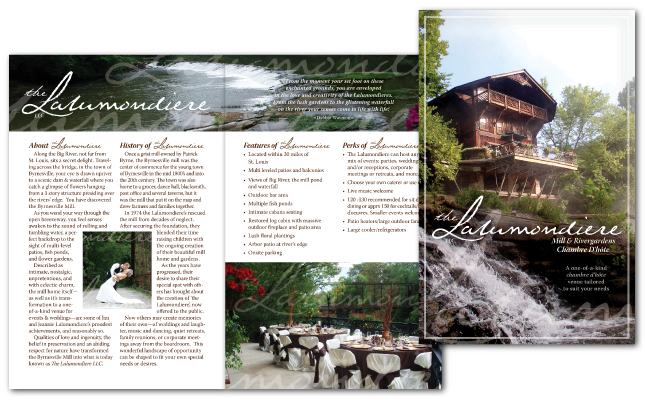 the
Lalumondiere
LLC
From the moment your set foot on these
enchanted grounds, you are enveloped
in the love and creativity of the Lalumondieres.
From the lush gardens to the glistening waterfall
on the river your senses come to life with life!
About Lalumondiere
Along the Big River, not far from
St. Louis, sits a secret delight. Travel-
ing across the bridge, in the town of
Byrnesville, your eye is drawn upriver
to a scenic dam & waterfall where you
catch a glimpse of flowers hanging
from a 3 story structure presiding over
the rivers' edge. You have discovered
the Byrnesville Mill.
As you wend your way through the
open breezeway, you feel senses
awaken to the sound of rolling and
tumbling water, a per-
fect backdrop to the
sight of multi-level
patios, fish ponds,
and flower gardens.
Described as
intimate, nostalgic,
unpretentious, and
with eclectic charm,
the mill home itself—
as well as it's trans-
formation to a one-
of-a-kind venue for
events & weddings—are some of Jan
and Jeannie Lalumondiere's proudest
achievements, and reasonably so.
Qualities of love and ingenuity, the
belief in preservation and an abiding
respect for nature have transformed
the Byrnesville Mill into what is today
known as The Lalumondiere LLC.
History of Lalumondiere
Once a grist mill owned by Patrick
Byrne, the Byrnesville mill was the
center of commerce for the young town
of Byrnesville in the mid 1800's and into
the 20th century. The town was also
home to a grocer, dance hall, blacksmith,
post office and several taverns, but it
was the mill that put it on the map and
drew farmers and families together.
In 1974 the Lalumondiere's rescued
the mill from decades of neglect.
After securing the foundation, they
blended their time
raising children with
the ongoing creation
of their beautiful mill
home and gardens.
As the years have
progressed, their
desire to share their
special spot with oth-
ers has brought about
the creation of 'The
Lalumondiere', now
offered to the public.
Now others may create memories
of their own—of weddings and laugh-
ter, music and dancing, quiet retreats,
family reunions, or corporate meet-
ings away from the boardroom. This
wonderful landscape of opportunity
can be shaped to fit your own special
needs or desires.
Features of Lalumondiere
• Located within 20 miles of
St. Louis
• Multi leveled patios and balconies
• Views of Big River, the mill pond
and waterfall
• Outdoor bar area
• Multiple fish ponds
• Intimate cabana seating
• Restored log cabin with massive
outdoor fireplace and patio area
• Lush floral plantings
• Arbor patio at river's edge
• Onsite parking
Perks of Lalumondiere
• The Lalumondiere can host
mix of events; parties, wedding
and/or receptions, corporate
meetings or retreats, and more
• Choose your own caterer or use
• Live music welcome
• 120-130 recommended for sit d
dining or apprx 150 for cocktails
d'oeuvres. Smaller events welcom
• Patio heaters/large outdoor fire
• Large cooler/refrigerators
the
Lalumondiere
Mill & Rivergardens
Chambre D'hôte
A one-of-a-kind
chambre d'hôte
venue tailored
to suit your needs